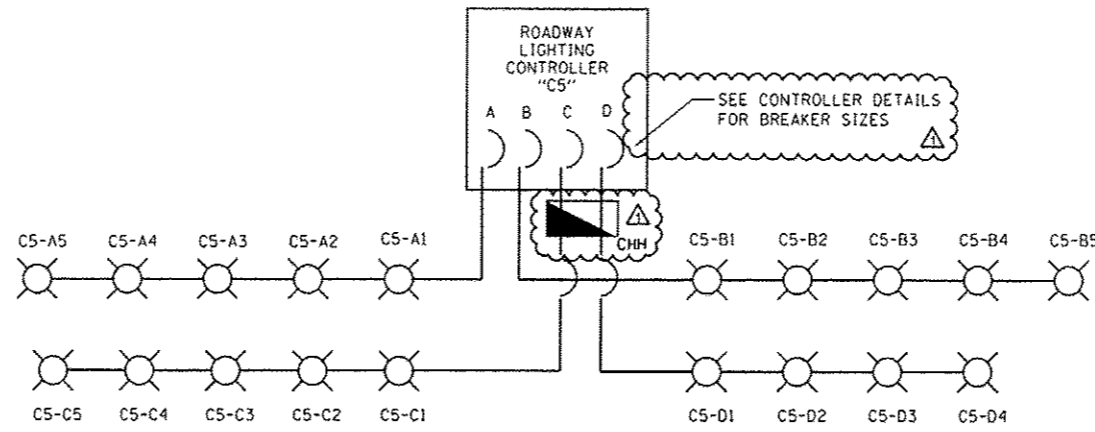 ROADWAY
LIGHTING
CONTROLLER
"C5"
A B C D
SEE CONTROLLER DETAILS
FOR BREAKER SIZES
1
1
CHH
C5-A5 C5-A4 C5-A3 C5-A2 C5-A1
C5-B1 C5-B2 C5-B3 C5-B4 C5-B5
C5-C5 C5-C4 C5-C3 C5-C2 C5-C1
C5-D1 C5-D2 C5-D3 C5-D4